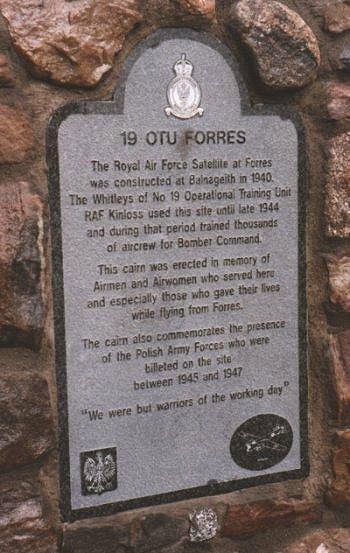 19 OTU FORRES
The Royal Air Force Satellite at Forres
was constructed at Balnageith in 1940.
The Whitleys of No 19 Operational Training Unit
RAF Kinloss used this site until late 1944
and during that period trained thousands
of aircrew for Bomber Command.
This cairn was erected in memory of
Airmen and Airwomen who served here
and especially those who gave their lives
while flying from Forres.
The cairn also commemorates the presence
of the Polish Army Forces who were
billeted on the site
between 1945 and 1947
"We were but warriors of the working day"